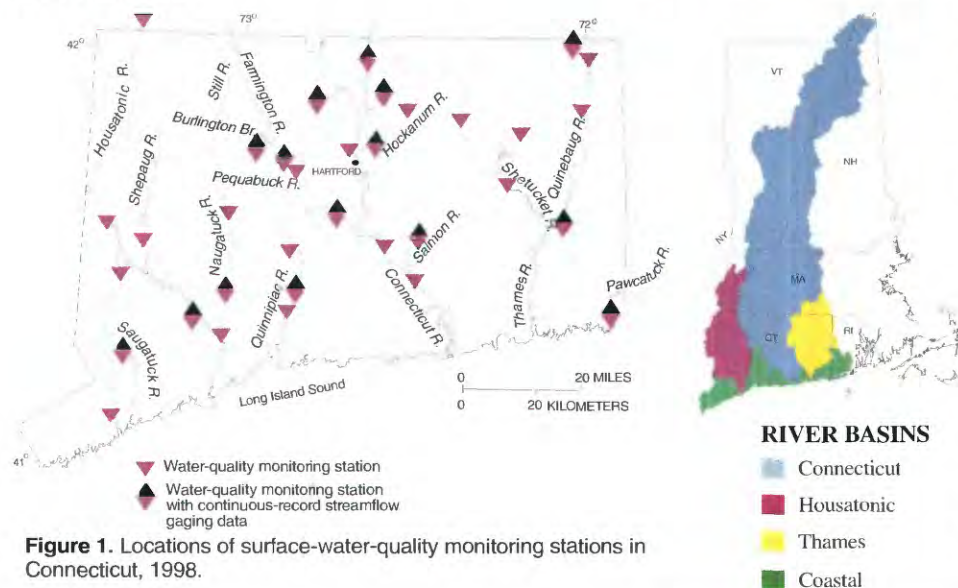 73°
72°
42°
Housatonic R.
Shepaug R.
Still R.
Farmington R.
Burlington Br.
Pequabuck R.
HARTFORD
Hockanum R.
Shetucket R.
Quinebaug R.
Naugatuck R.
Quinnipiac R.
Salmon R.
Connecticut R.
Thames R.
Pawcatuck R.
Saugatuck R.
Long Island Sound
0 20 MILES
0 20 KILOMETERS
41°
Water-quality monitoring station
Water-quality monitoring station
with continuous-record streamflow
gaging data
Figure 1. Locations of surface-water-quality monitoring stations in
Connecticut, 1998.
VT
NH
NY
MA
CT
RI
RIVER BASINS
Connecticut
Housatonic
Thames
Coastal